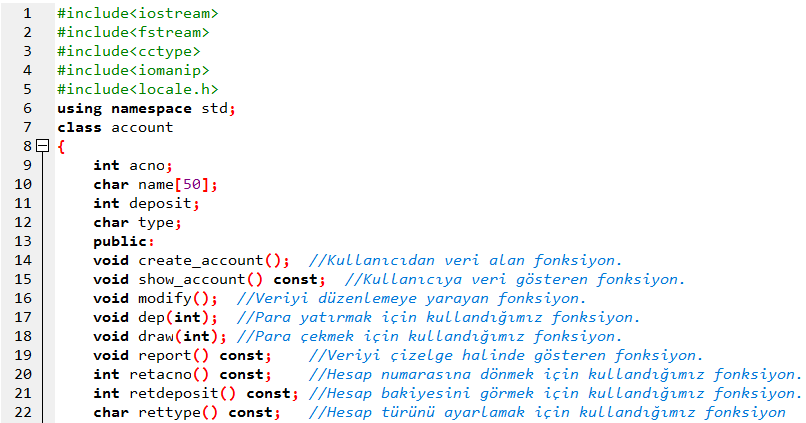 1 #include<iostream>
2 #include<fstream>
3 #include<cctype>
4 #include<iomanip>
5 #include<locale.h>
6 using namespace std;
7 class account
8 {
9 int acno;
10 char name[50];
11 int deposit;
12 char type;
13 public:
14 void create_account(); //Kullanıcıdan veri alan fonksiyon.
15 void show_account() const; //Kullanıcıya veri gösteren fonksiyon.
16 void modify(); //Veriyi düzenlemeye yarayan fonksiyon.
17 void dep(int); //Para yatırmak için kullandığımız fonksiyon.
18 void draw(int); //Para çekmek için kullandığımız fonksiyon.
19 void report() const; //Veriyi çizelge halinde gösteren fonksiyon.
20 int retacno() const; //Hesap numarasına dönmek için kullandığımız fonksiyon.
21 int retdeposit() const; //Hesap bakiyesini görmek için kullandığımız fonksiyon.
22 char rettype() const; //Hesap türünü ayarlamak için kullandığımız fonksiyon